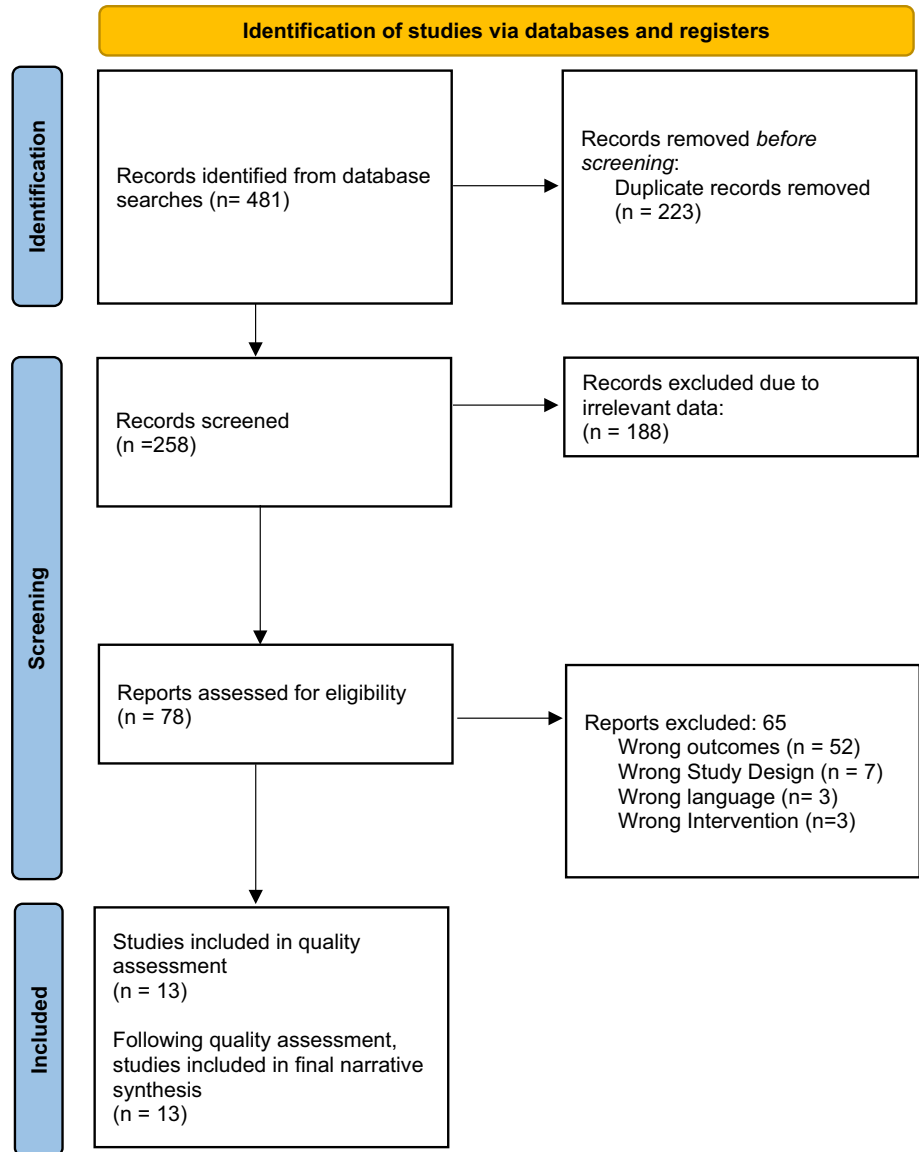 Identification of studies via databases and registers
Identification
Records identified from database
searches (n= 481)
Records removed before
screening:
Duplicate records removed
(n = 223)
Screening
Records screened
(n =258)
Records excluded due to
irrelevant data:
(n = 188)
Reports assessed for eligibility
(n = 78)
Reports excluded: 65
Wrong outcomes (n = 52)
Wrong Study Design (n = 7)
Wrong language (n= 3)
Wrong Intervention (n=3)
Included
Studies included in quality
assessment
(n = 13)
Following quality assessment,
studies included in final narrative
synthesis
(n = 13)